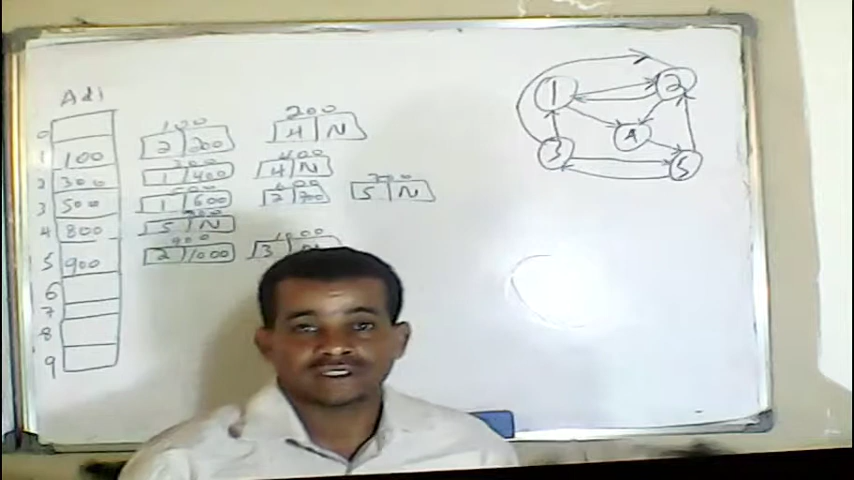 Adl
100 200
0 2 200 4 N
300 400
1 100 1 400 4 N
500 600 700
2 300 1 600 2 700 5 N
3 500
800
4 800 5 N
900 1000
5 900 2 1000 3 N
6
7
8
9
1 2
4
3 5